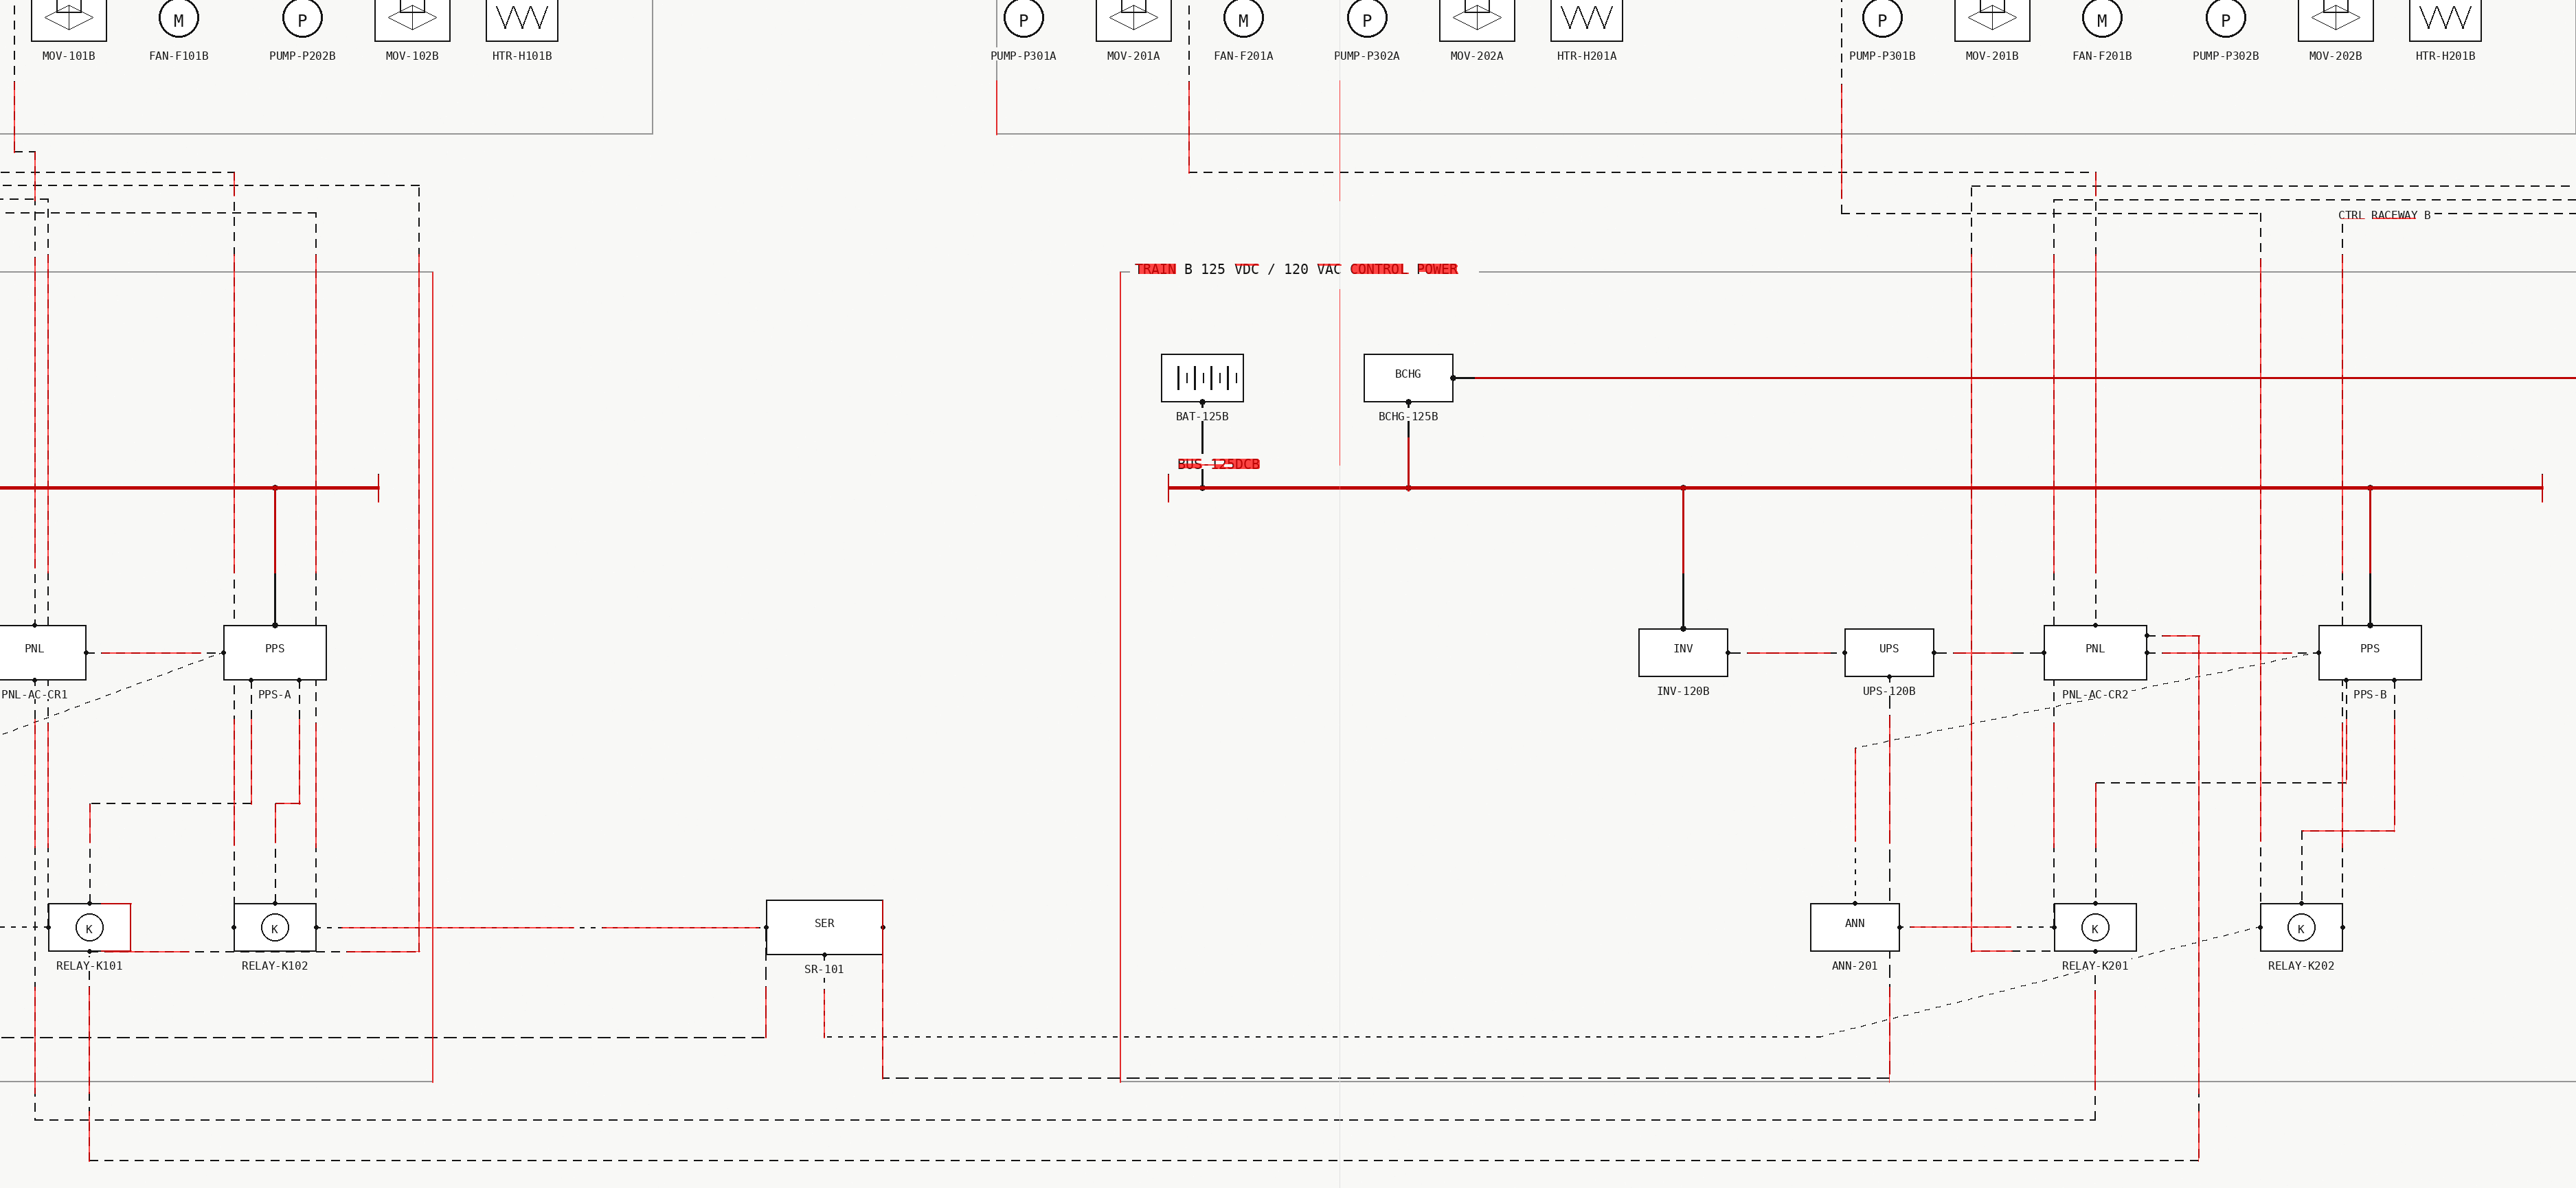 M P
P M P
P M P
MOV-101B FAN-F101B PUMP-P202B MOV-102B HTR-H101B
PUMP-P301A MOV-201A FAN-F201A PUMP-P302A MOV-202A HTR-H201A
PUMP-P301B MOV-201B FAN-F201B PUMP-P302B MOV-202B HTR-H201B
CTRL RACEWAY B
TRAIN B 125 VDC / 120 VAC CONTROL POWER
BCHG
BAT-125B BCHG-125B
BUS-125DCB
PNL PPS
PNL-AC-CR1 PPS-A
INV UPS PNL PPS
INV-120B UPS-120B PNL-AC-CR2 PPS-B
K K SER
RELAY-K101 RELAY-K102 SR-101
ANN K K
ANN-201 RELAY-K201 RELAY-K202